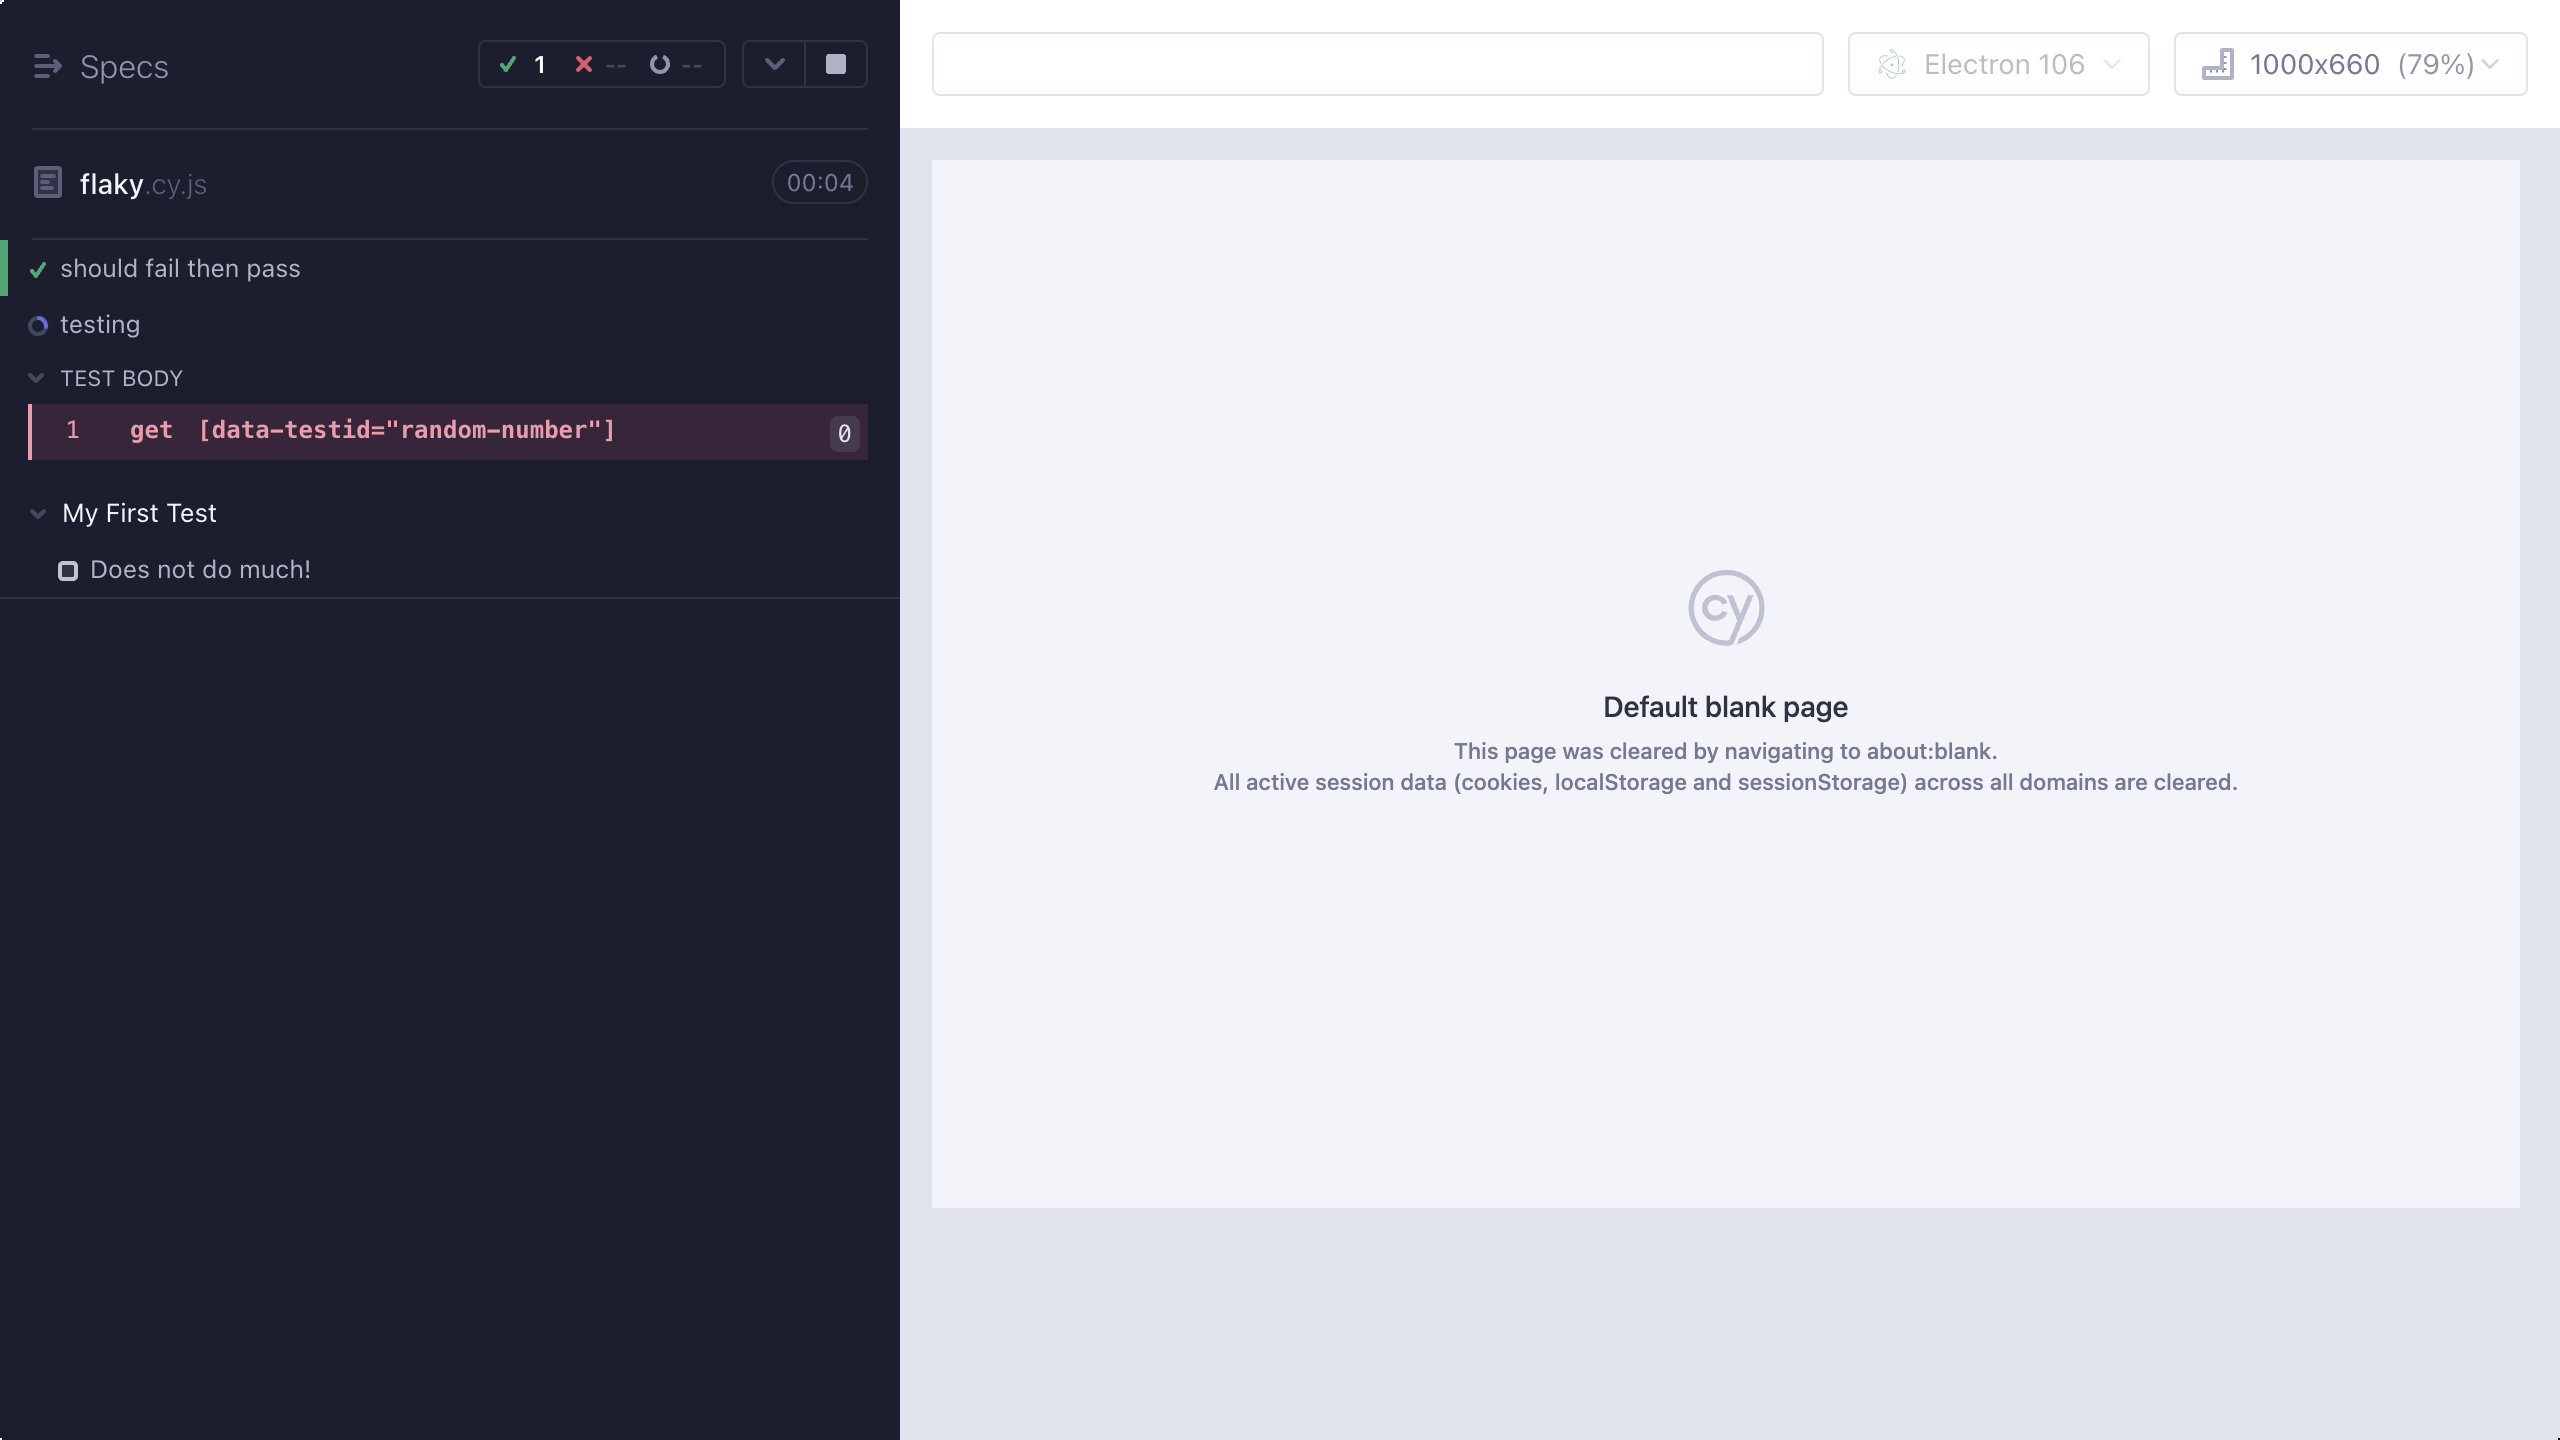 Specs
1 -- --
flaky.cy.js
00:04
should fail then pass
testing
TEST BODY
1 get [data-testid="random-number"] 0
My First Test
Does not do much!
Electron 106
1000x660 (79%)
cy
Default blank page
This page was cleared by navigating to about:blank.
All active session data (cookies, localStorage and sessionStorage) across all domains are cleared.